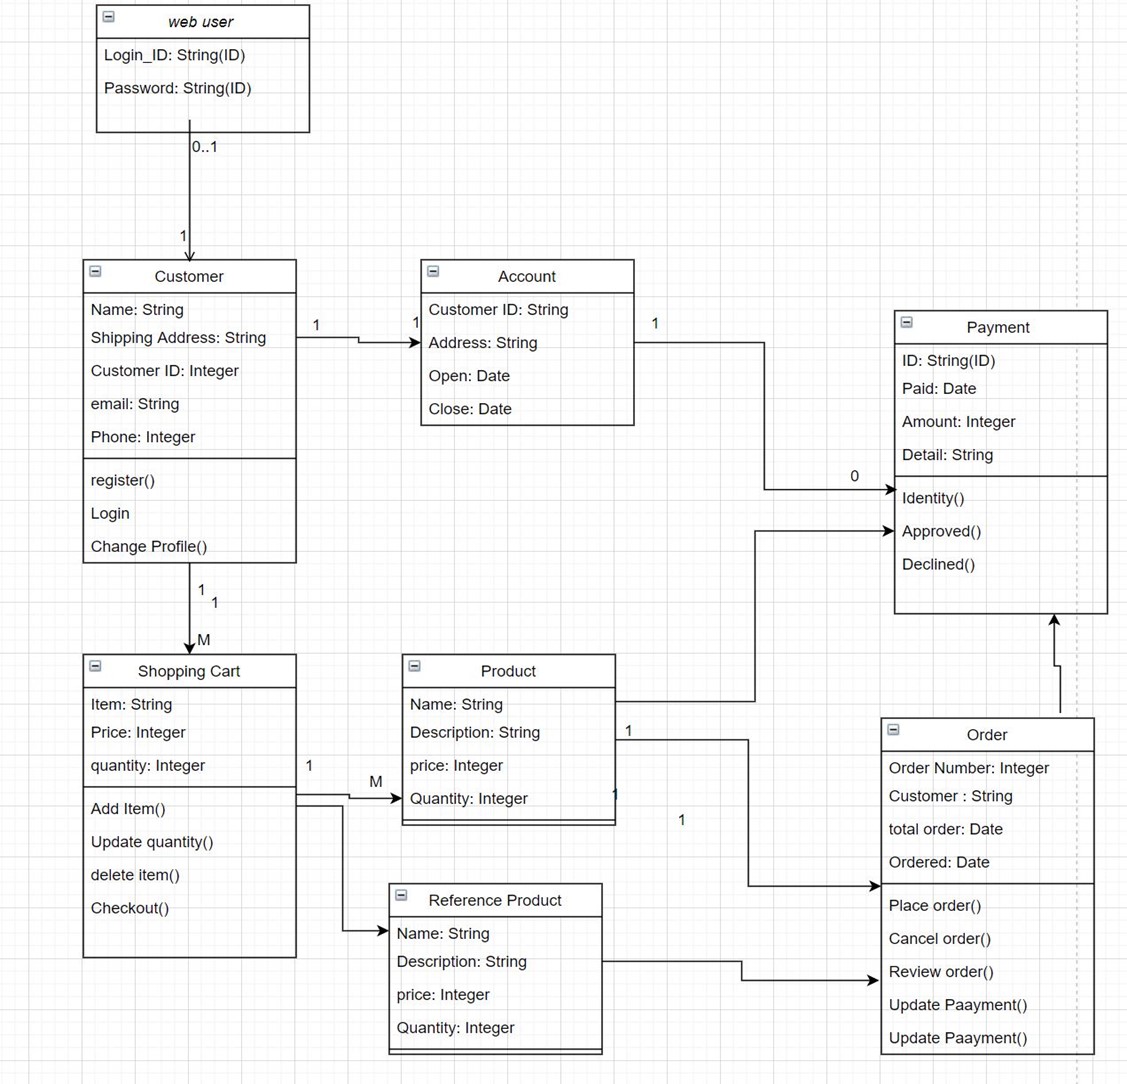 web user
Login_ID: String(ID)
Password: String(ID)
0..1
1
Customer
Name: String
Shipping Address: String
Customer ID: Integer
email: String
Phone: Integer
register()
Login
Change Profile()
1
1
Account
Customer ID: String
Address: String
Open: Date
Close: Date
1
0
Payment
ID: String(ID)
Paid: Date
Amount: Integer
Detail: String
Identity()
Approved()
Declined()
1
1
M
Shopping Cart
Item: String
Price: Integer
quantity: Integer
Add Item()
Update quantity()
delete item()
Checkout()
1
M
Product
Name: String
Description: String
price: Integer
Quantity: Integer
1
1
1
Reference Product
Name: String
Description: String
price: Integer
Quantity: Integer
Order
Order Number: Integer
Customer : String
total order: Date
Ordered: Date
Place order()
Cancel order()
Review order()
Update Paayment()
Update Paayment()